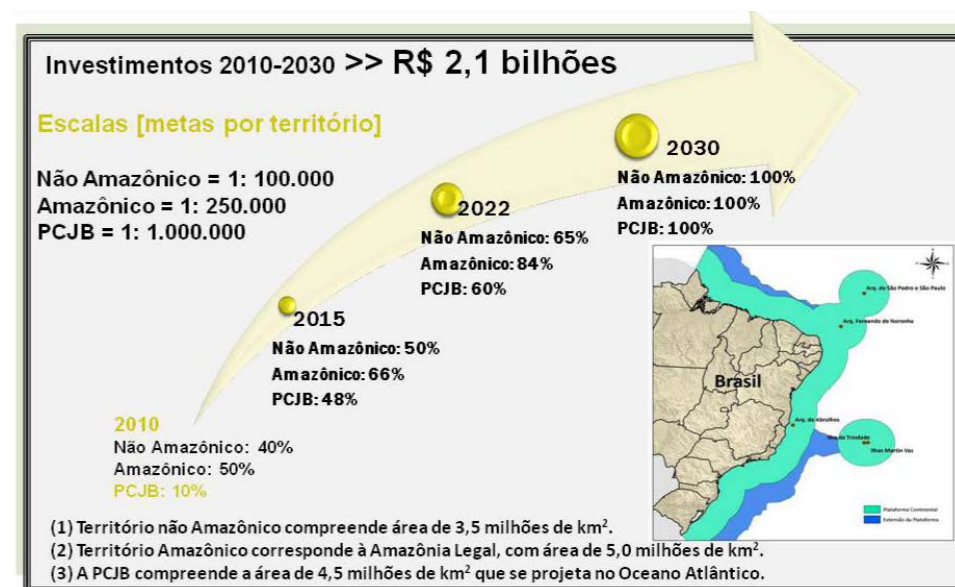 Investimentos 2010-2030 >> R$ 2,1 bilhões
Escalas [metas por território]
Não Amazônico = 1: 100.000
Amazônico = 1: 250.000
PCJB = 1: 1.000.000
2030
Não Amazônico: 100%
Amazônico: 100%
PCJB: 100%
2022
Não Amazônico: 65%
Amazônico: 84%
PCJB: 60%
2015
Não Amazônico: 50%
Amazônico: 66%
PCJB: 48%
2010
Não Amazônico: 40%
Amazônico: 50%
PCJB: 10%
Arq. de São Pedro e São Paulo
Arq. Fernando de Noronha
Brasil
Arq. de Abrolhos
Ilha da Trindade
Ilhas Martin Vaz
Plataforma Continental
Extensão da Plataforma
(1) Território não Amazônico compreende área de 3,5 milhões de km².
(2) Território Amazônico corresponde à Amazônia Legal, com área de 5,0 milhões de km².
(3) A PCJB compreende a área de 4,5 milhões de km² que se projeta no Oceano Atlântico.